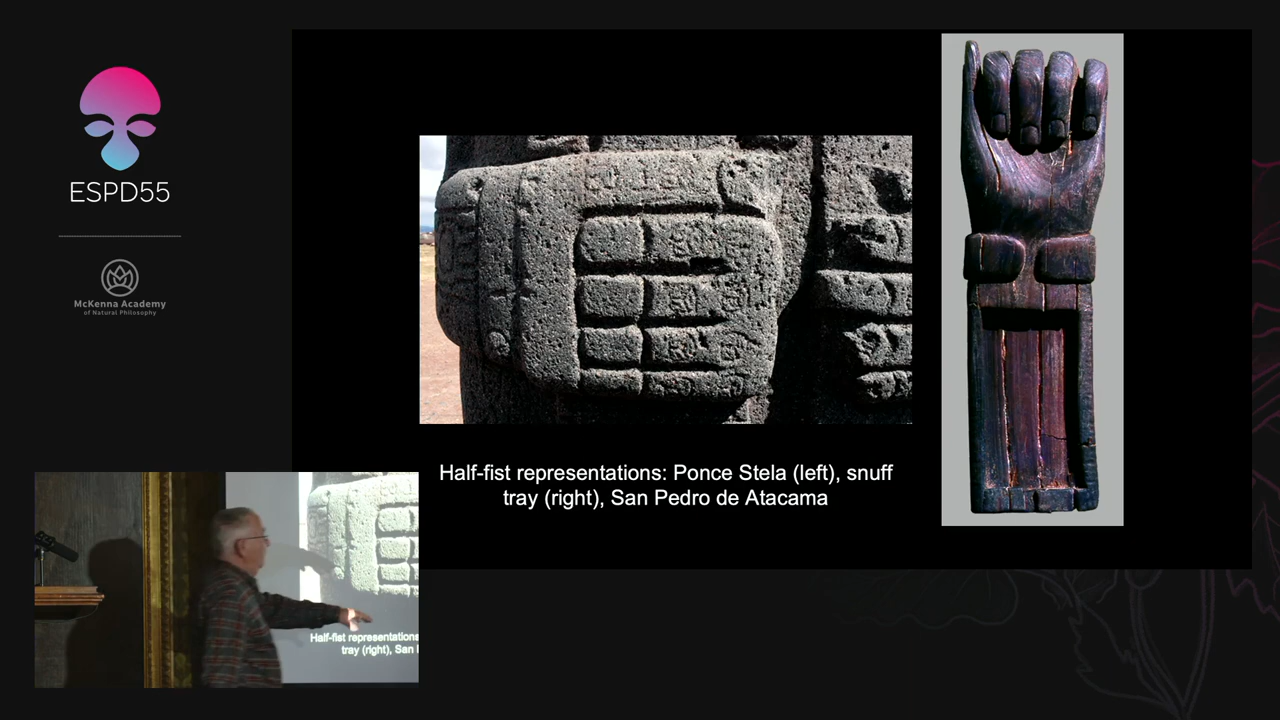 ESPD55
McKenna Academy
of Natural Philosophy
Half-fist representations: Ponce Stela (left), snuff
tray (right), San Pedro de Atacama
Half-fist representations
tray (right), San